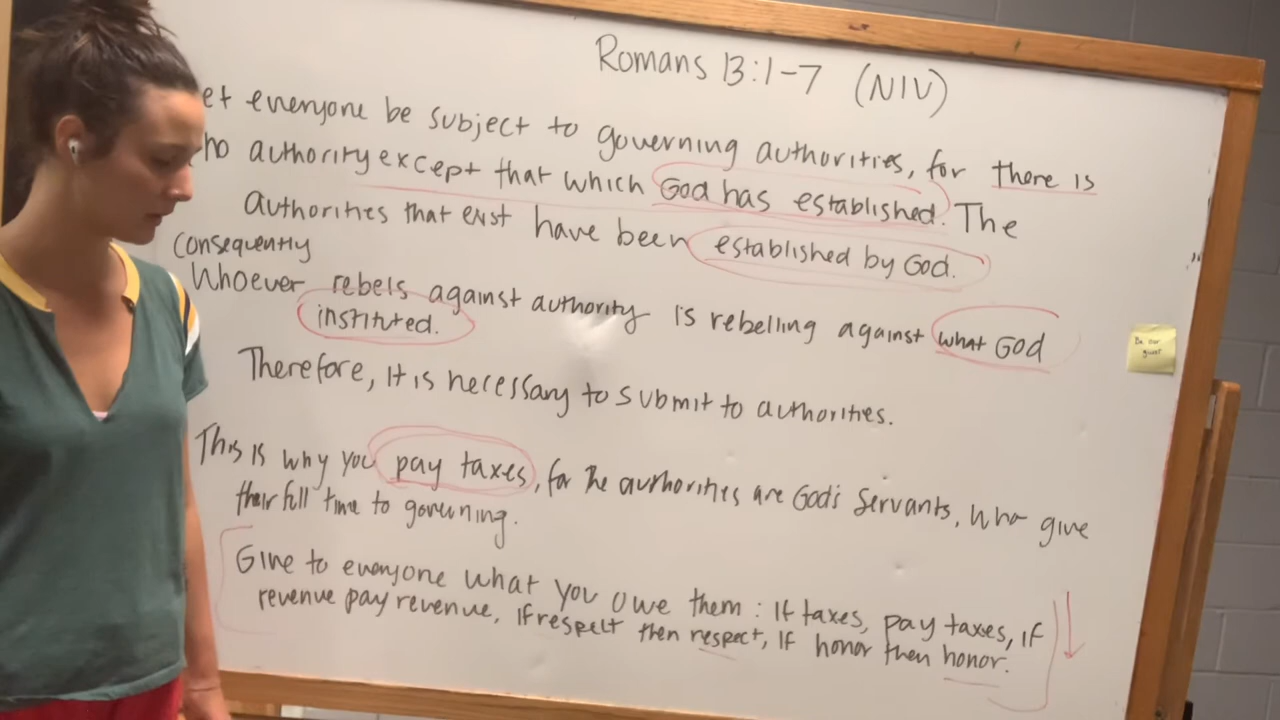 Romans 13:1-7 (NIV)
et everyone be subject to governing authorities, for there is
no authority except that which God has established. The
authorities that exist have been established by God.
Consequently
Whoever rebels against authority is rebelling against what God
instituted.
Therefore, it is necessary to submit to authorities.
This is why you pay taxes, for the authorities are God's servants, who give
their full time to governing.
Give to everyone what you owe them: If taxes, pay taxes, if
revenue pay revenue, if respect then respect, if honor then honor.
Be our
guest